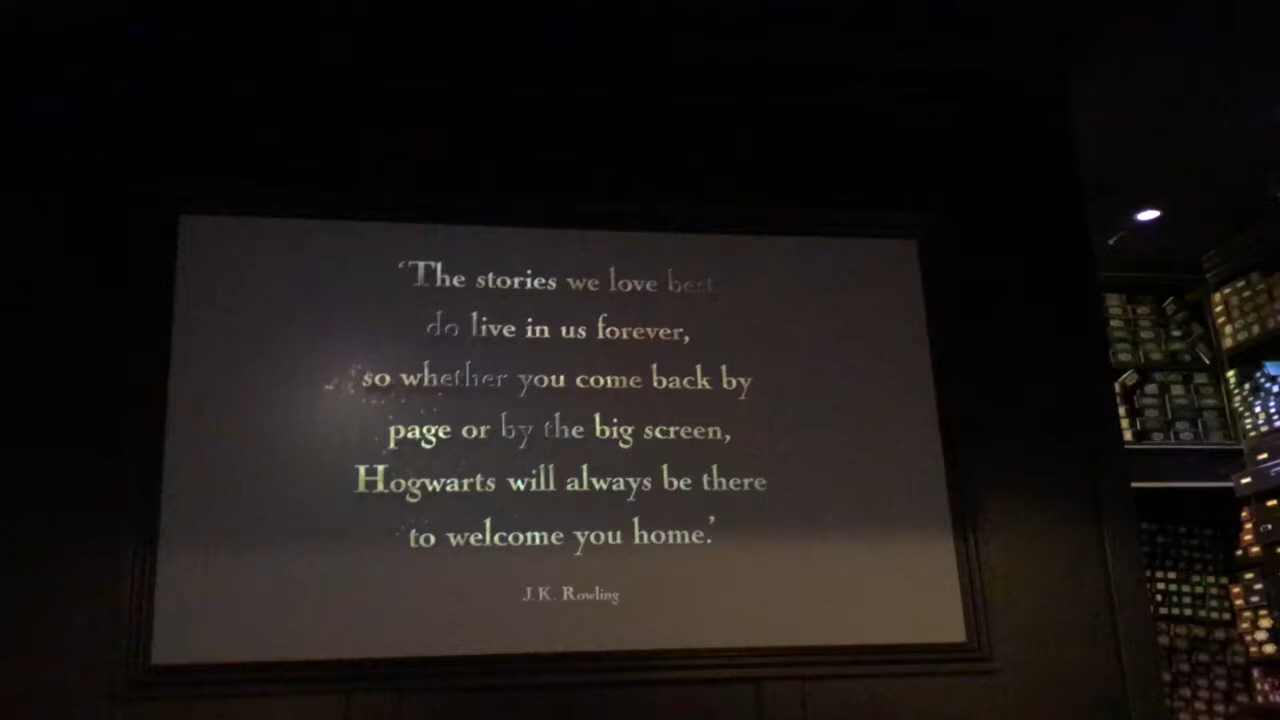 ‘The stories we love best
do live in us forever,
so whether you come back by
page or by the big screen,
Hogwarts will always be there
to welcome you home.’
J.K. Rowling